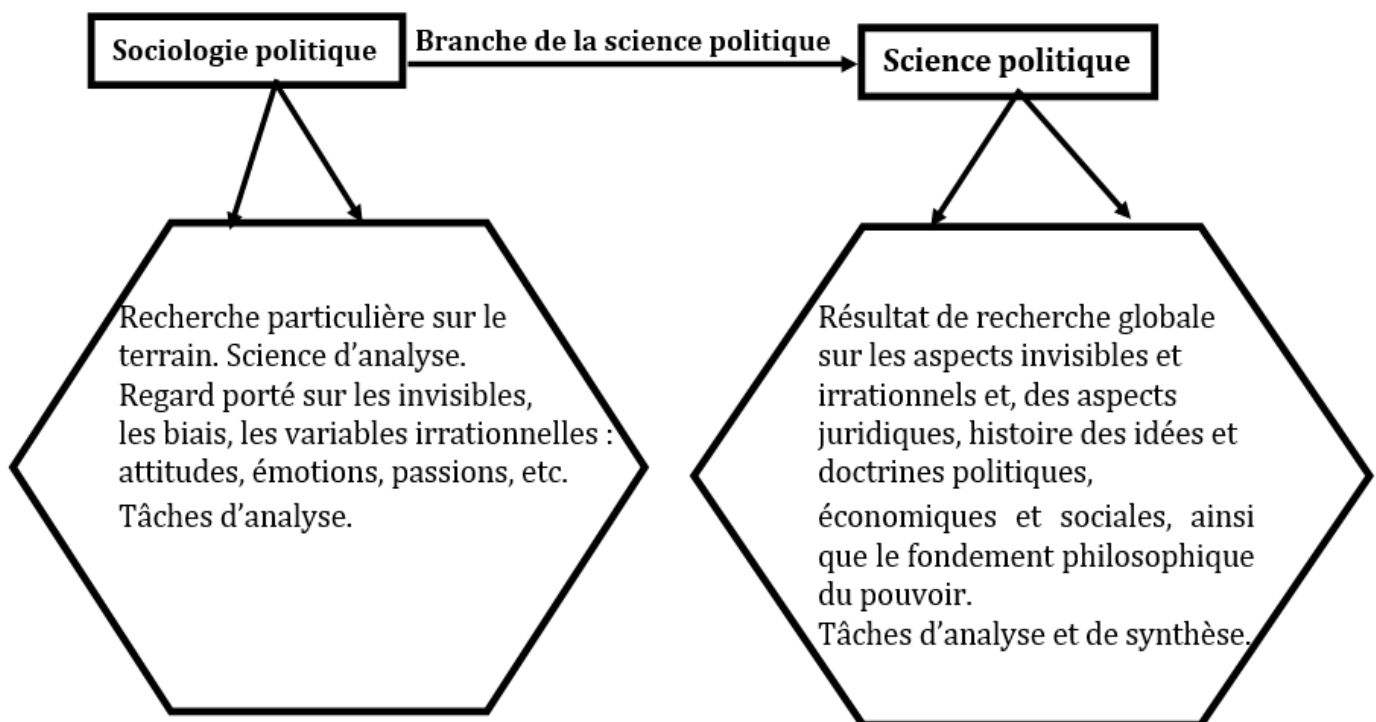 Sociologie politique
Branche de la science politique
Science politique
Recherche particulière sur le
terrain. Science d’analyse.
Regard porté sur les invisibles,
les biais, les variables irrationnelles :
attitudes, émotions, passions, etc.
Tâches d’analyse.
Résultat de recherche globale
sur les aspects invisibles et
irrationnels et, des aspects
juridiques, histoire des idées et
doctrines politiques,
économiques et sociales, ainsi
que le fondement philosophique
du pouvoir.
Tâches d’analyse et de synthèse.